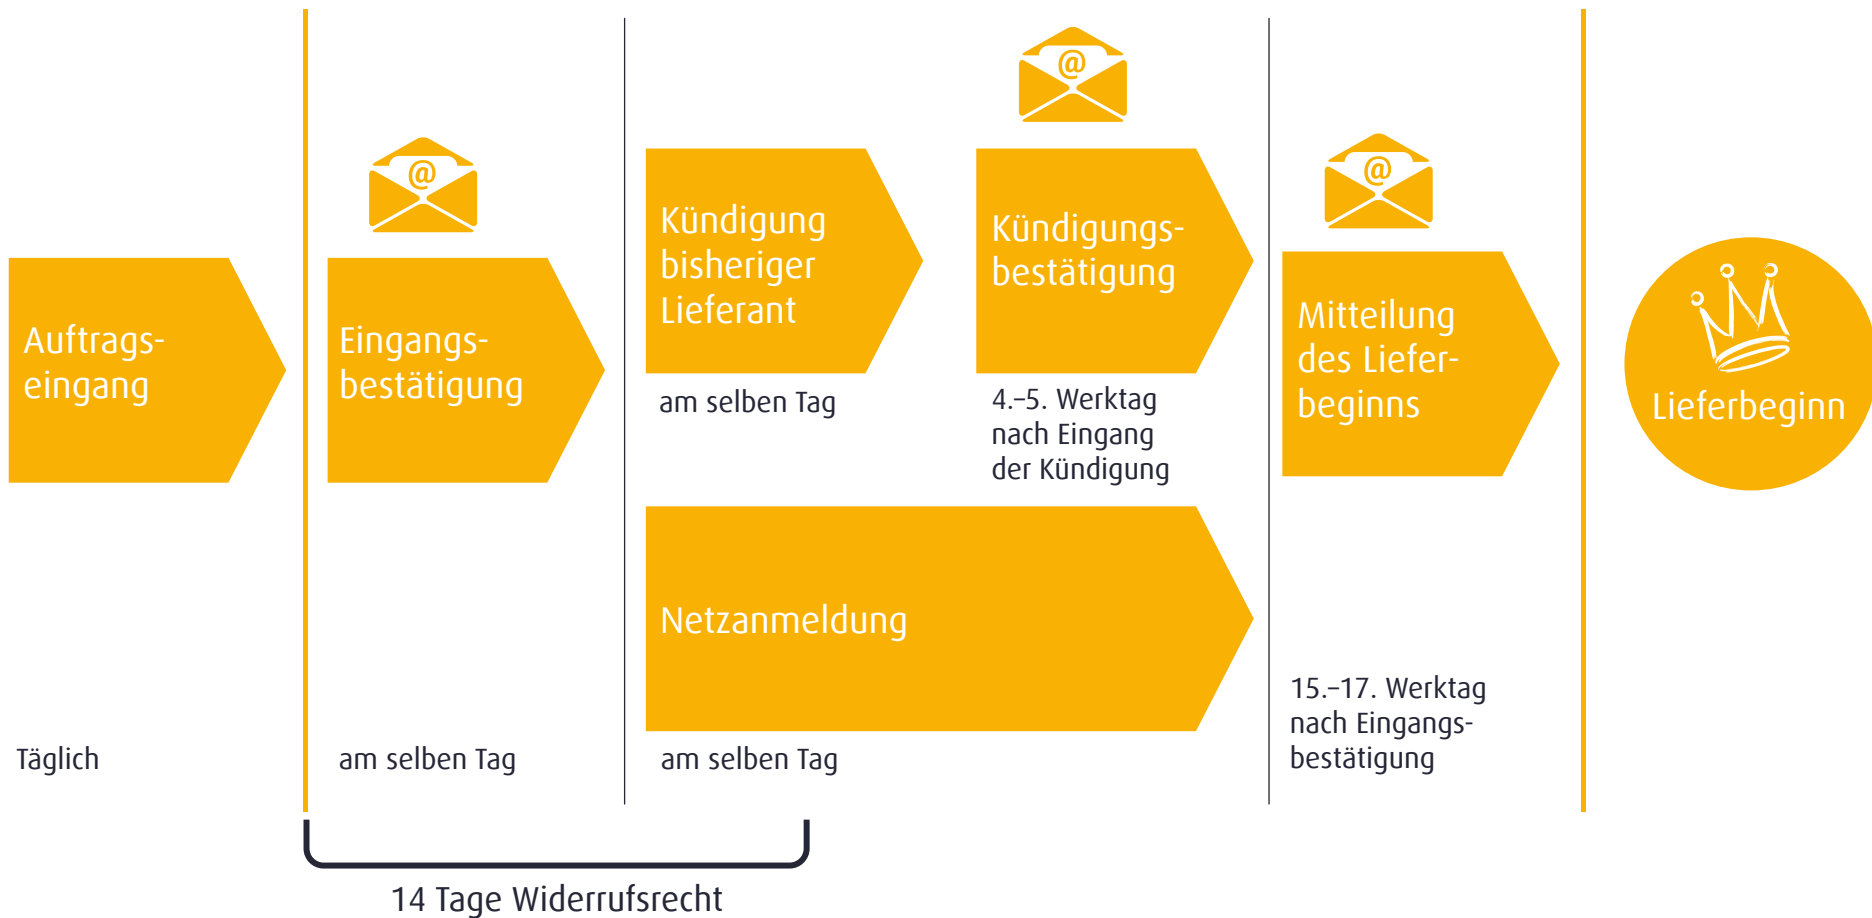 Auftrags-
eingang
Täglich
@
Eingangs-
bestätigung
am selben Tag
Kündigung
bisheriger
Lieferant
am selben Tag
@
Kündigungs-
bestätigung
4.–5. Werktag
nach Eingang
der Kündigung
Netzanmeldung
am selben Tag
@
Mitteilung
des Liefer-
beginns
15.–17. Werktag
nach Eingangs-
bestätigung
Lieferbeginn
14 Tage Widerrufsrecht